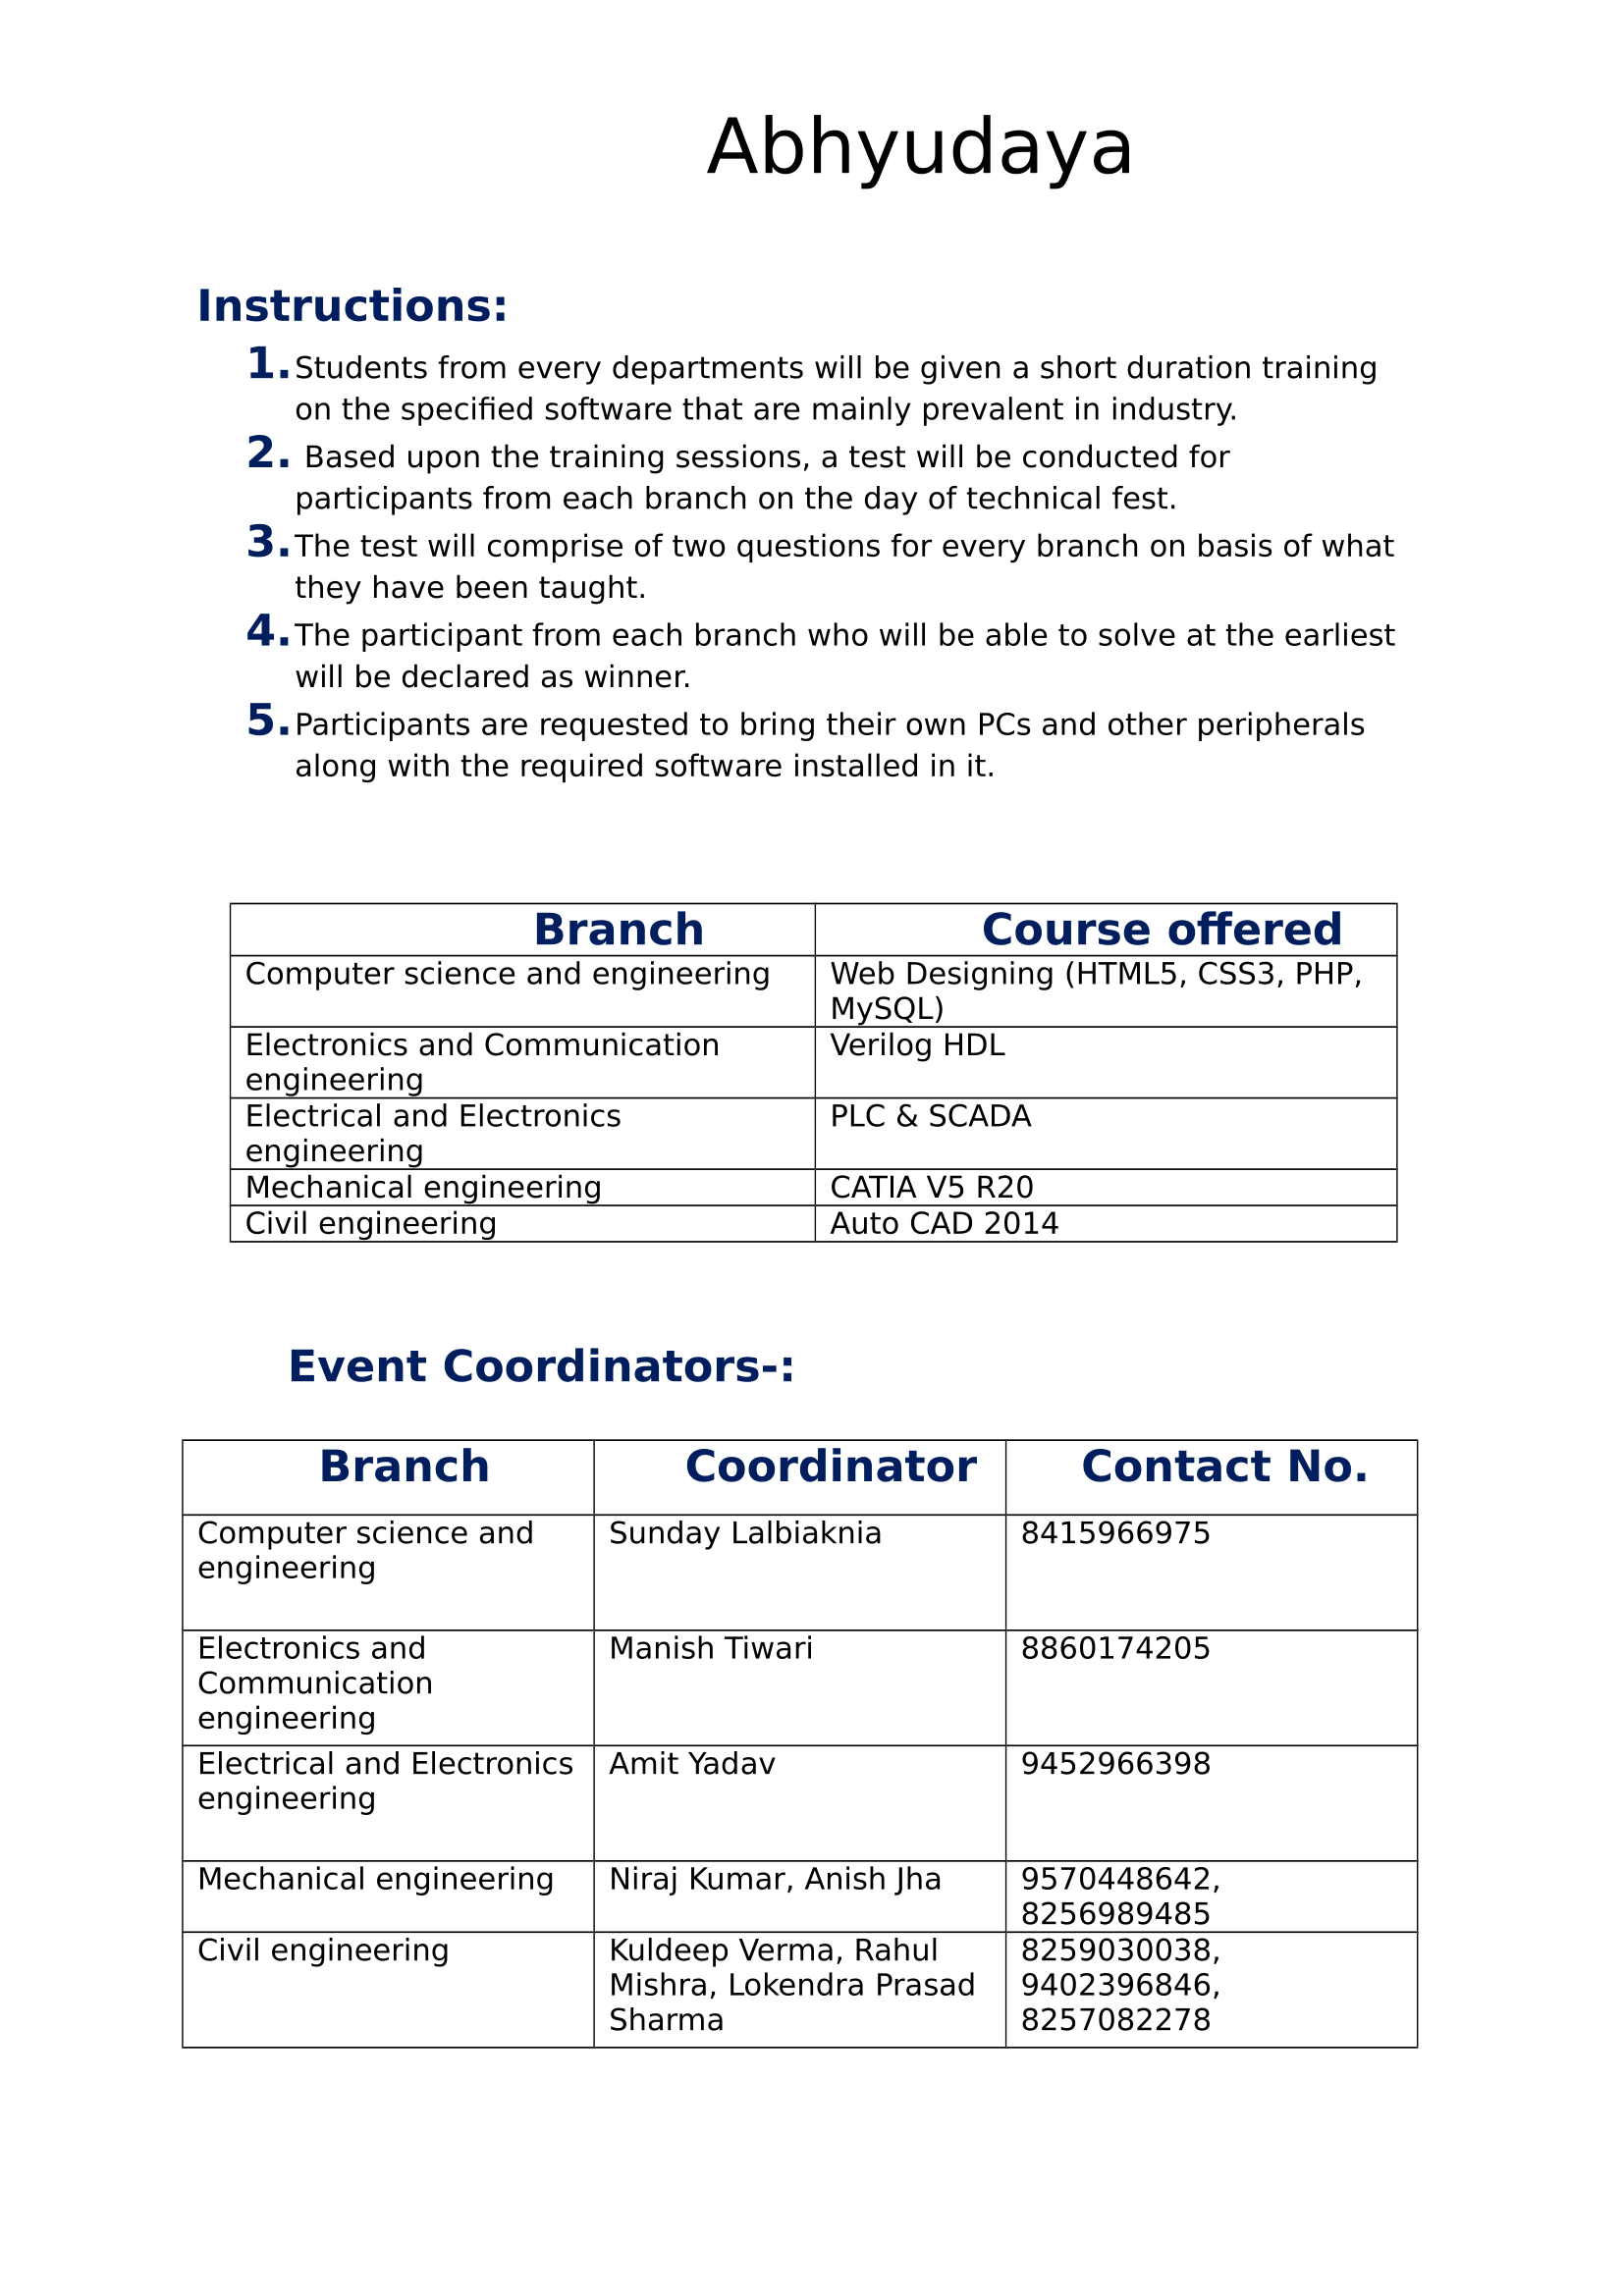 Abhyudaya
Instructions:
1. Students from every departments will be given a short duration training
on the specified software that are mainly prevalent in industry.
2. Based upon the training sessions, a test will be conducted for
participants from each branch on the day of technical fest.
3. The test will comprise of two questions for every branch on basis of what
they have been taught.
4. The participant from each branch who will be able to solve at the earliest
will be declared as winner.
5. Participants are requested to bring their own PCs and other peripherals
along with the required software installed in it.
Branch Course offered
Computer science and engineering Web Designing (HTML5, CSS3, PHP,
MySQL)
Electronics and Communication Verilog HDL
engineering
Electrical and Electronics PLC & SCADA
engineering
Mechanical engineering CATIA V5 R20
Civil engineering Auto CAD 2014
Event Coordinators-:
Branch Coordinator Contact No.
Computer science and Sunday Lalbiaknia 8415966975
engineering
Electronics and Manish Tiwari 8860174205
Communication
engineering
Electrical and Electronics Amit Yadav 9452966398
engineering
Mechanical engineering Niraj Kumar, Anish Jha 9570448642,
8256989485
Civil engineering Kuldeep Verma, Rahul 8259030038,
Mishra, Lokendra Prasad 9402396846,
Sharma 8257082278